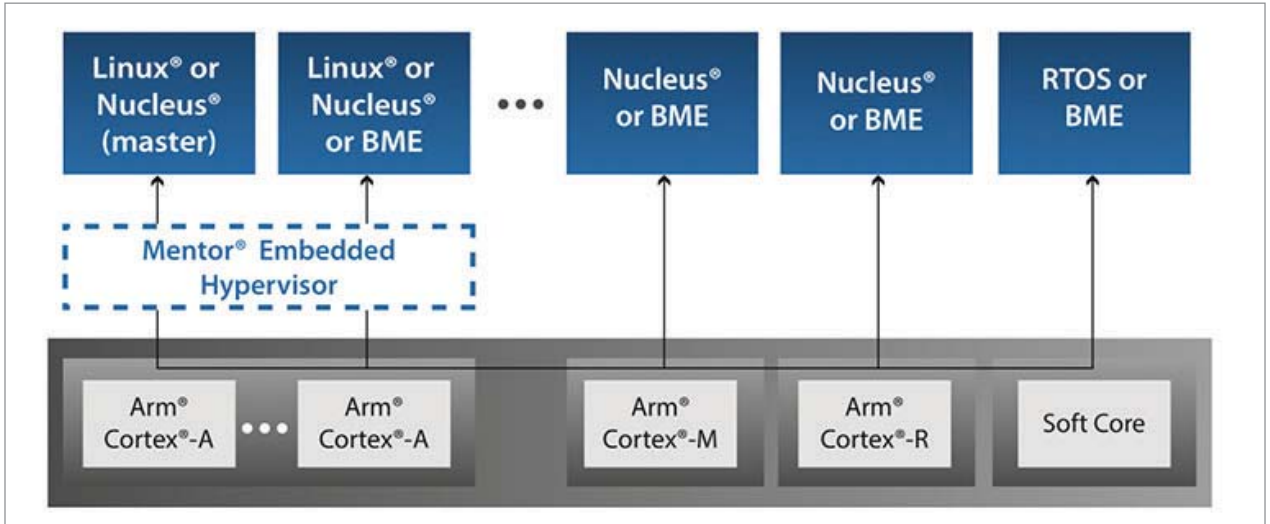 Linux® or
Nucleus®
(master)
Linux® or
Nucleus®
or BME
Nucleus®
or BME
Nucleus®
or BME
RTOS or
BME
Mentor® Embedded
Hypervisor
Arm®
Cortex®-A
Arm®
Cortex®-A
Arm®
Cortex®-M
Arm®
Cortex®-R
Soft Core